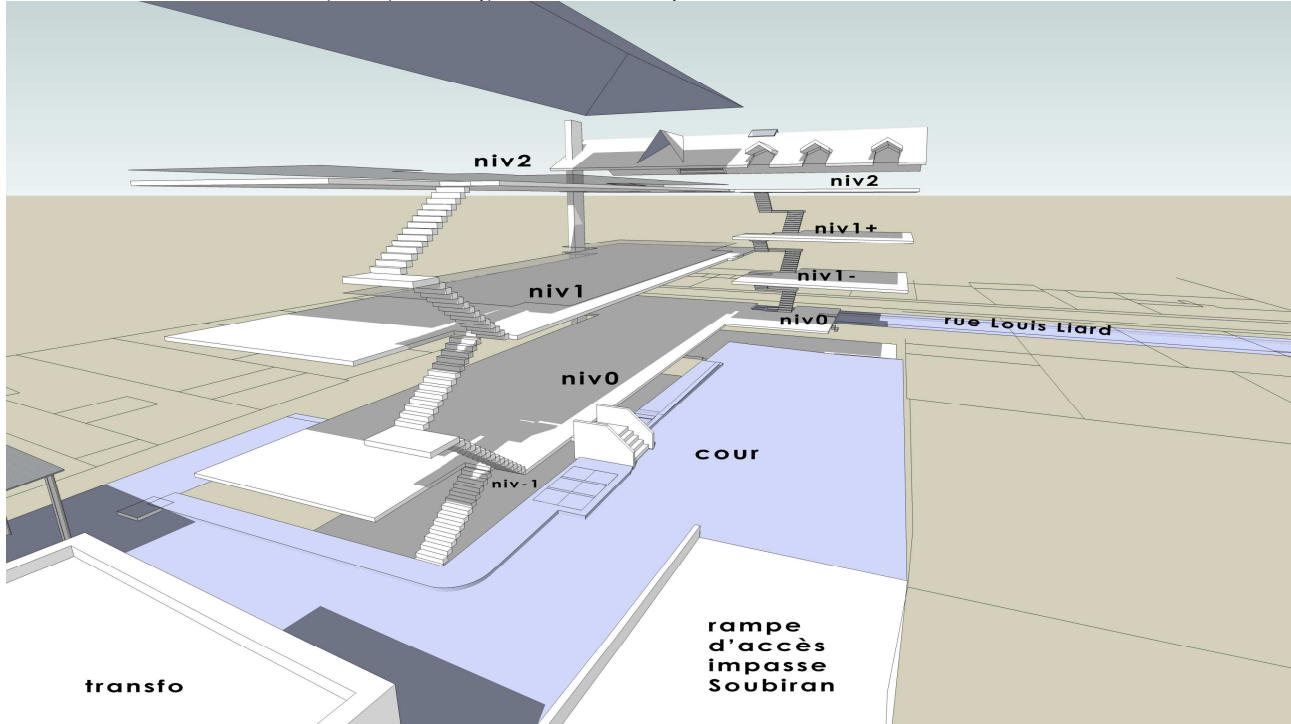 niv2
niv2
niv1+
niv1-
niv1
niv0
rue Louis Liard
niv0
cour
niv-1
rampe
d'accès
impasse
Soubiran
transfo